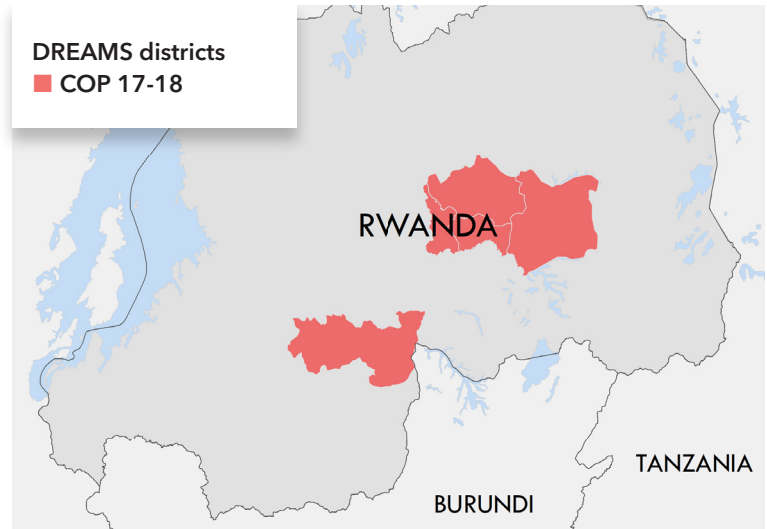 DREAMS districts
COP 17-18
RWANDA
TANZANIA
BURUNDI